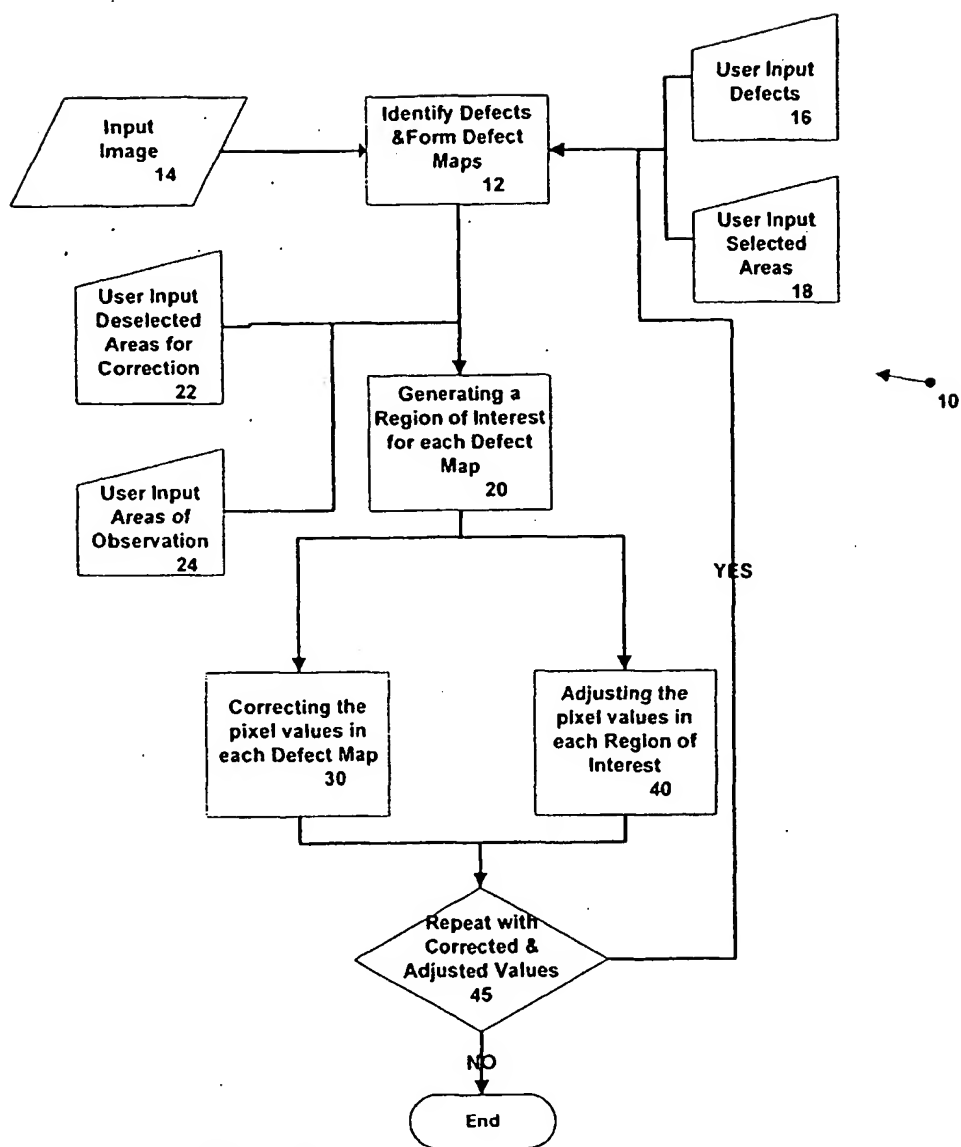 User Input
Defects
16
Input
Image
14
Identify Defects
&Form Defect
Maps
12
User Input
Selected
Areas
18
User Input
Deselected
Areas for
Correction
22
Generating a
Region of Interest
for each Defect
Map
20
10
User Input
Areas of
Observation
24
YES
Correcting the
pixel values in
each Defect Map
30
Adjusting the
pixel values in
each Region of
Interest
40
Repeat with
Corrected &
Adjusted Values
45
NO
End